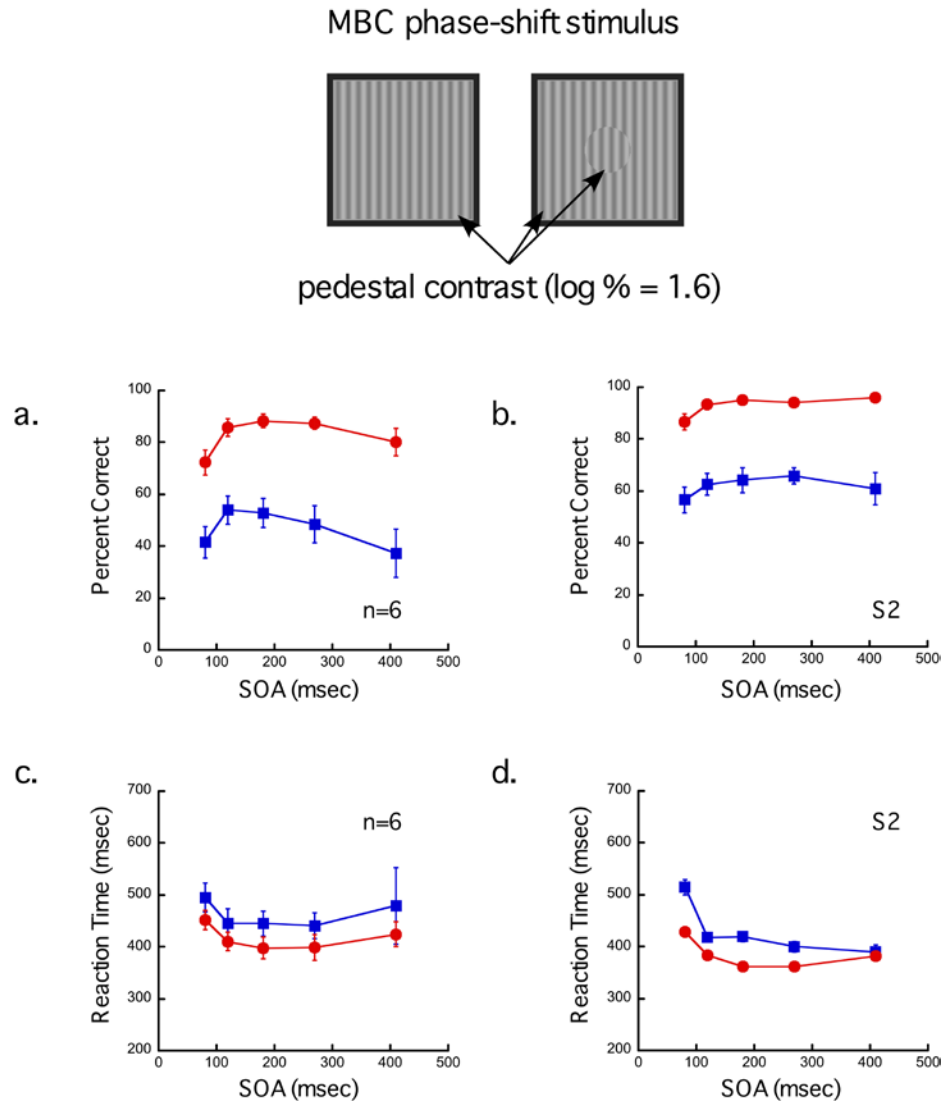 MBC phase-shift stimulus
pedestal contrast (log % = 1.6)
a.
Percent Correct
100
80
60
40
20
0
0 100 200 300 400 500
n=6
SOA (msec)
b.
Percent Correct
100
80
60
40
20
0
0 100 200 300 400 500
S2
SOA (msec)
c.
Reaction Time (msec)
700
600
500
400
300
200
0 100 200 300 400 500
n=6
SOA (msec)
d.
Reaction Time (msec)
700
600
500
400
300
200
0 100 200 300 400 500
S2
SOA (msec)